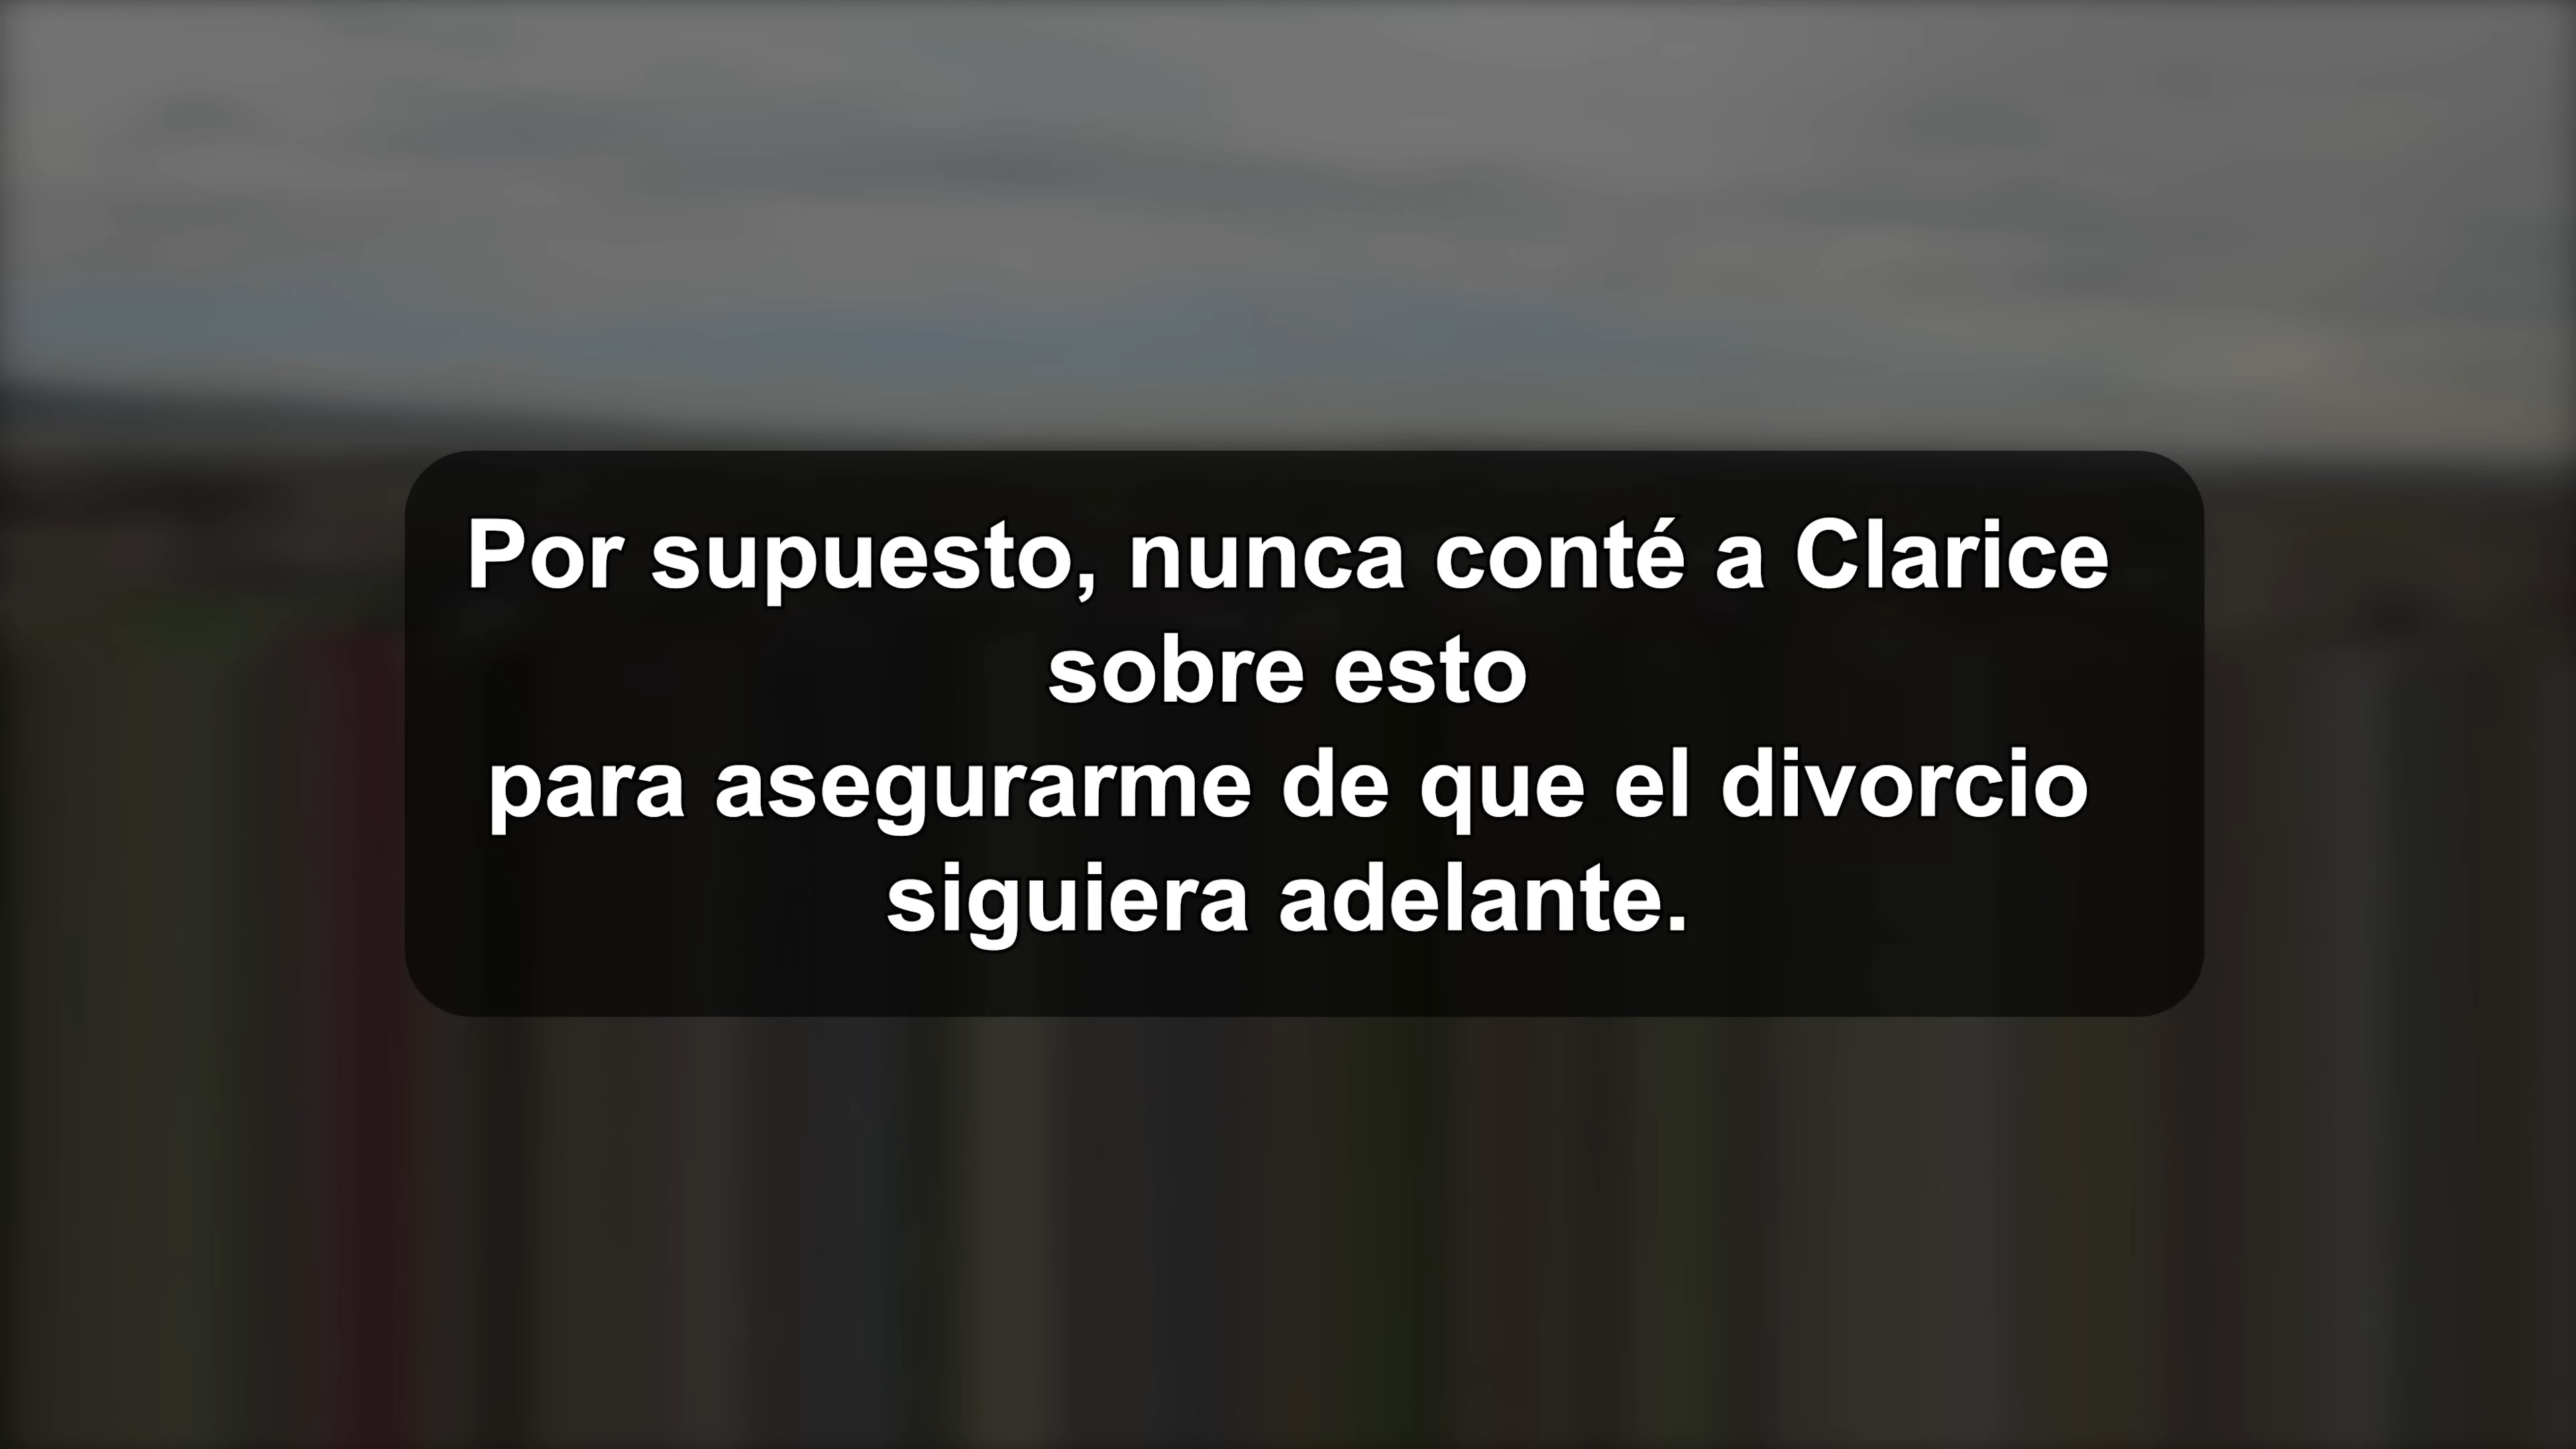 Por supuesto, nunca conté a Clarice
sobre esto
para asegurarme de que el divorcio
siguiera adelante.